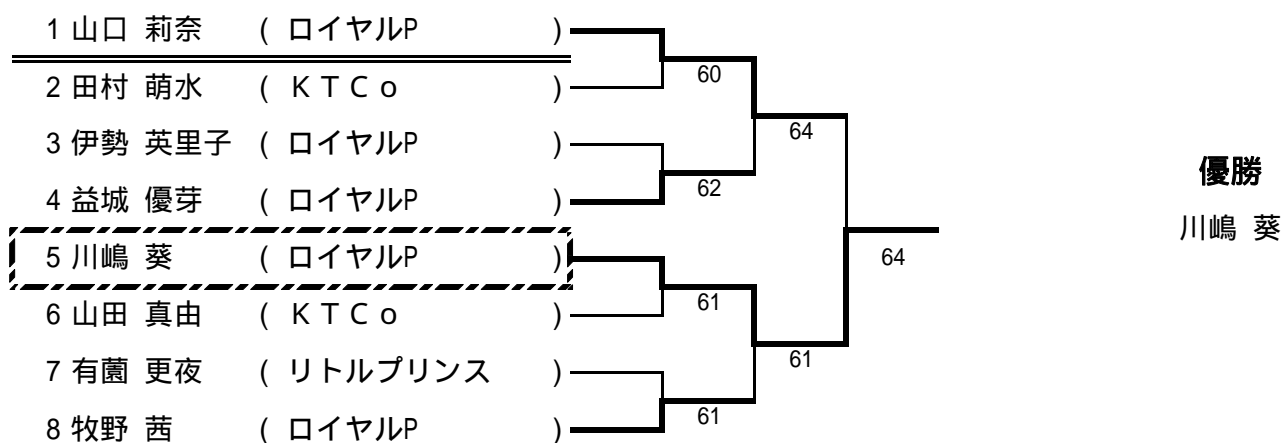 1 山口 莉奈 ( ロイヤルP )
60
2 田村 萌水 ( ＫＴＣｏ )
64
3 伊勢 英里子 ( ロイヤルP )
62
4 益城 優芽 ( ロイヤルP )
優勝
川嶋 葵
5 川嶋 葵 ( ロイヤルP )
64
6 山田 真由 ( ＫＴＣｏ )
61
7 有薗 更夜 ( リトルプリンス )
61
8 牧野 茜 ( ロイヤルP )
61